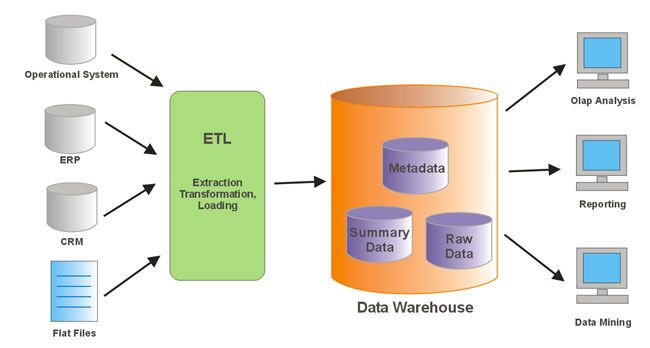 Operational System
ERP
CRM
Flat Files
ETL
Extraction
Transformation,
Loading
Metadata
Summary
Data
Raw
Data
Data Warehouse
Olap Analysis
Reporting
Data Mining